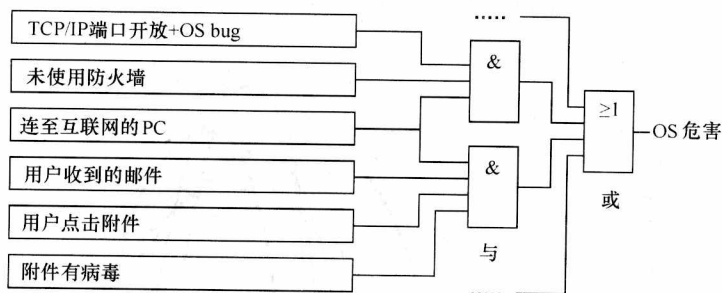 .....
TCP/IP端口开放+OS bug
未使用防火墙
连至互联网的PC
用户收到的邮件
用户点击附件
附件有病毒
&
&
与
≥1
或
OS危害
.....